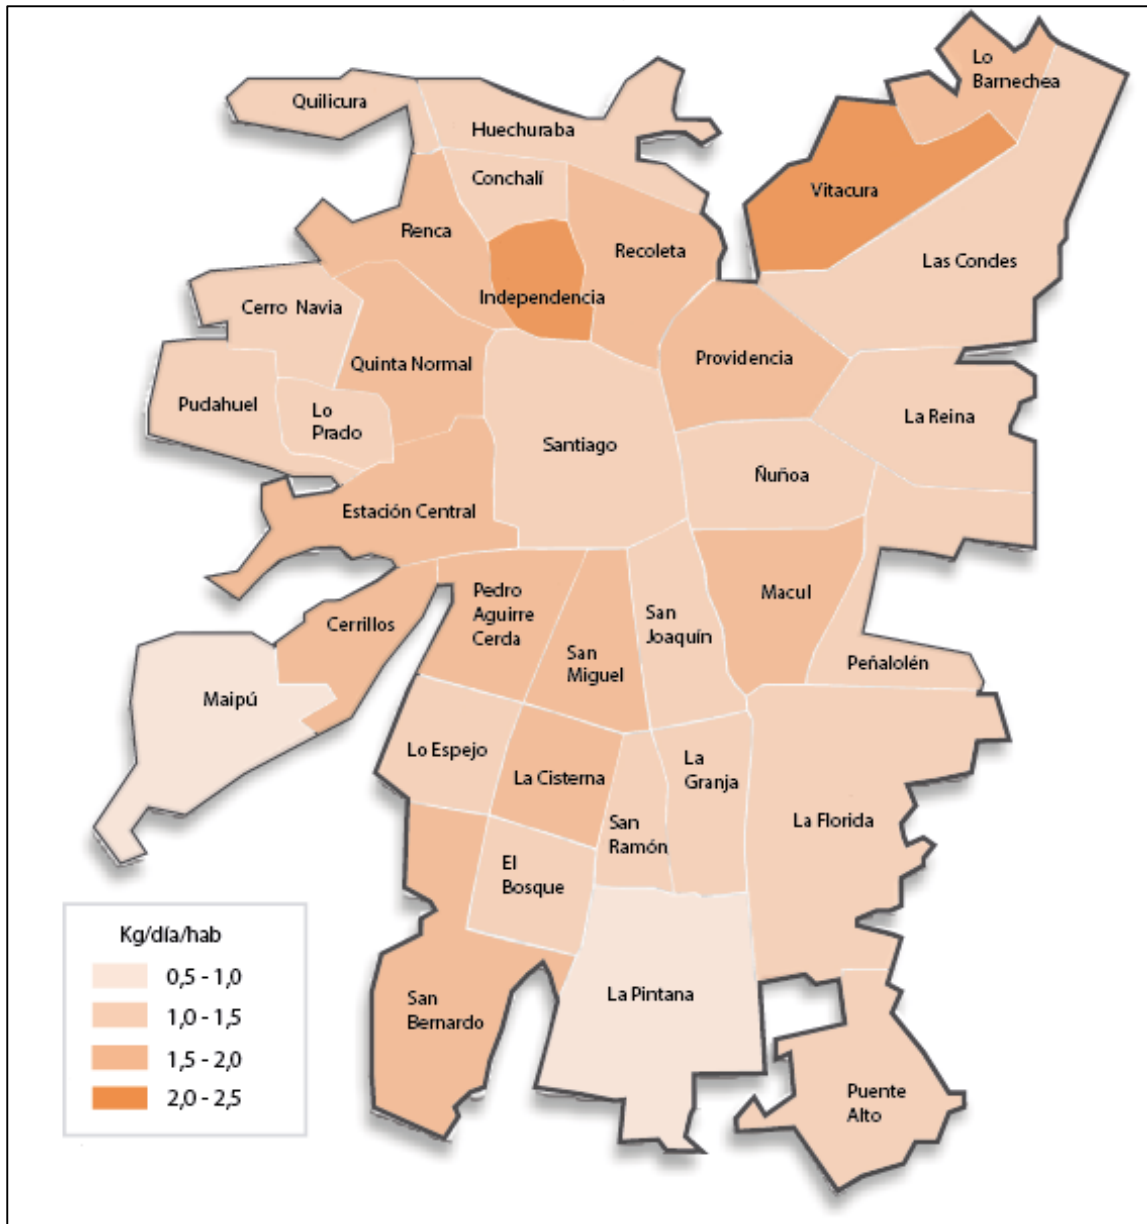 Lo
Barnechea
Quilicura
Huechuraba
Conchalí
Vitacura
Renca
Recoleta
Las Condes
Independencia
Cerro Navia
Quinta Normal
Providencia
Pudahuel
Lo
Prado
La Reina
Santiago
Ñuñoa
Estación Central
Pedro
Aguirre
Cerda
Macul
San
Joaquín
Cerrillos
San
Miguel
Peñalolén
Maipú
Lo Espejo
La Cisterna
La
Granja
San
Ramón
La Florida
El
Bosque
Kg/día/hab
0,5 - 1,0
1,0 - 1,5
1,5 - 2,0
2,0 - 2,5
San
Bernardo
La Pintana
Puente
Alto